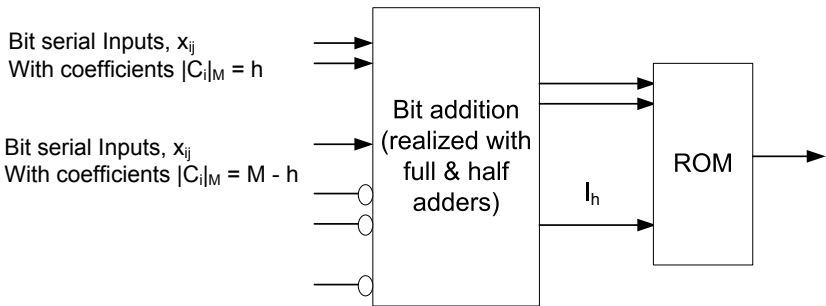 Bit serial Inputs, xij
With coefficients |Ci|M = h
Bit serial Inputs, xij
With coefficients |Ci|M = M - h
Bit addition
(realized with
full & half
adders)
Ih
ROM